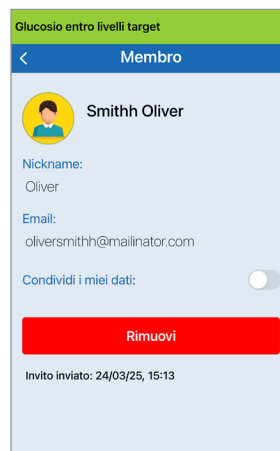 Glucosio entro livelli target
Membro
Smithh Oliver
Nickname:
Oliver
Email:
oliversmithh@mailinator.com
Condividi i miei dati:
Rimuovi
Invito inviato: 24/03/25, 15:13